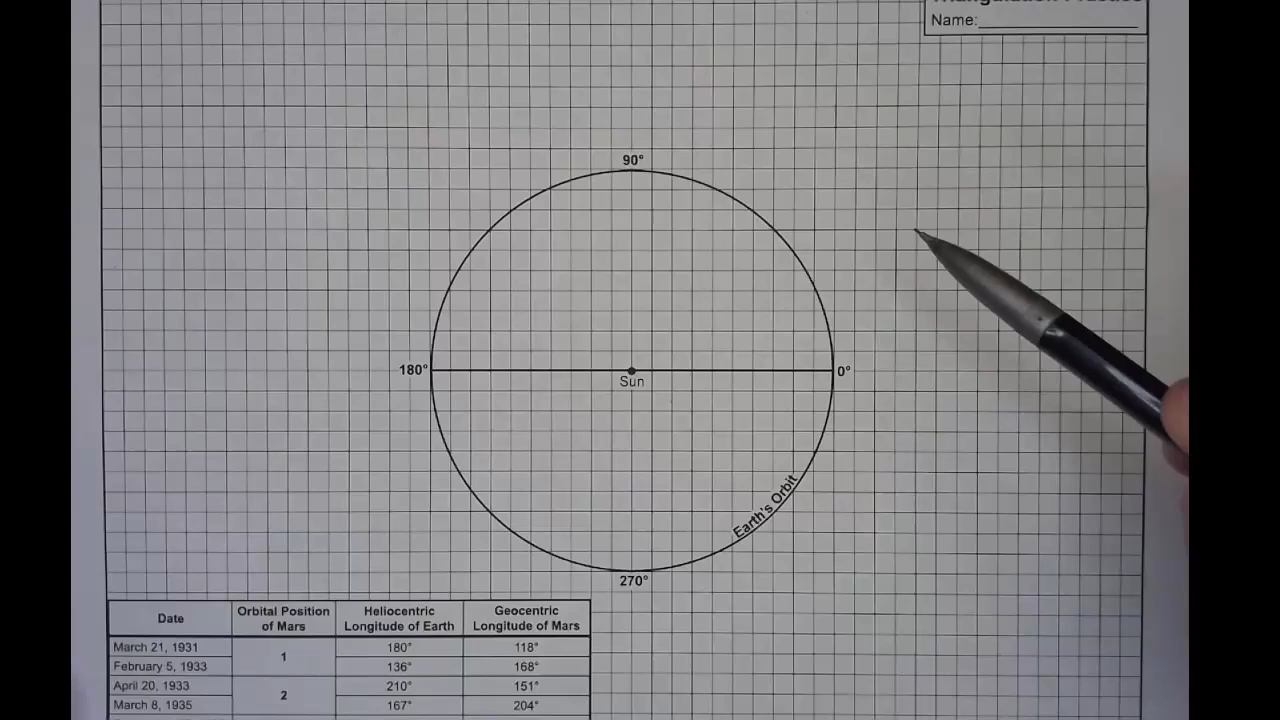 Triangulation Practice
Name:
90°
180°
0°
Sun
Earth's Orbit
270°
Date Orbital Position of Mars Heliocentric Longitude of Earth Geocentric Longitude of Mars
March 21, 1931 1 180° 118°
February 5, 1933 136° 168°
April 20, 1933 2 210° 151°
March 8, 1935 167° 204°